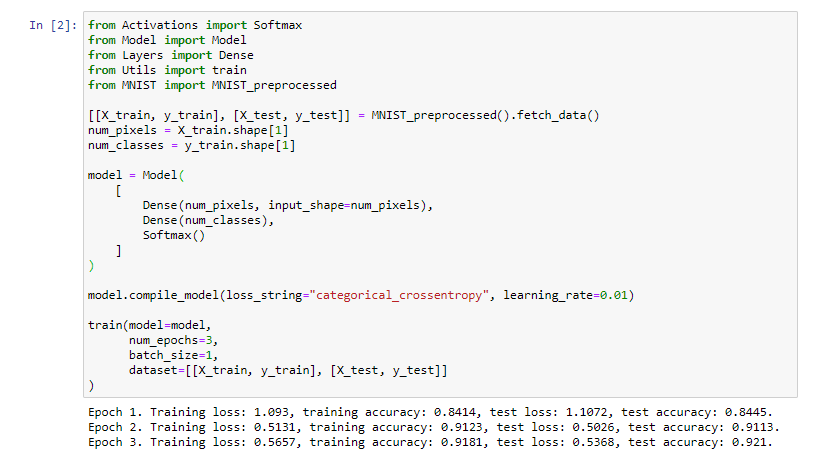 In [2]: from Activations import Softmax
from Model import Model
from Layers import Dense
from Utils import train
from MNIST import MNIST_preprocessed

[[X_train, y_train], [X_test, y_test]] = MNIST_preprocessed().fetch_data()
num_pixels = X_train.shape[1]
num_classes = y_train.shape[1]

model = Model(
    [
        Dense(num_pixels, input_shape=num_pixels),
        Dense(num_classes),
        Softmax()
    ]
)

model.compile_model(loss_string="categorical_crossentropy", learning_rate=0.01)

train(model=model,
      num_epochs=3,
      batch_size=1,
      dataset=[[X_train, y_train], [X_test, y_test]]
)
Epoch 1. Training loss: 1.093, training accuracy: 0.8414, test loss: 1.1072, test accuracy: 0.8445.
Epoch 2. Training loss: 0.5131, training accuracy: 0.9123, test loss: 0.5026, test accuracy: 0.9113.
Epoch 3. Training loss: 0.5657, training accuracy: 0.9181, test loss: 0.5368, test accuracy: 0.921.